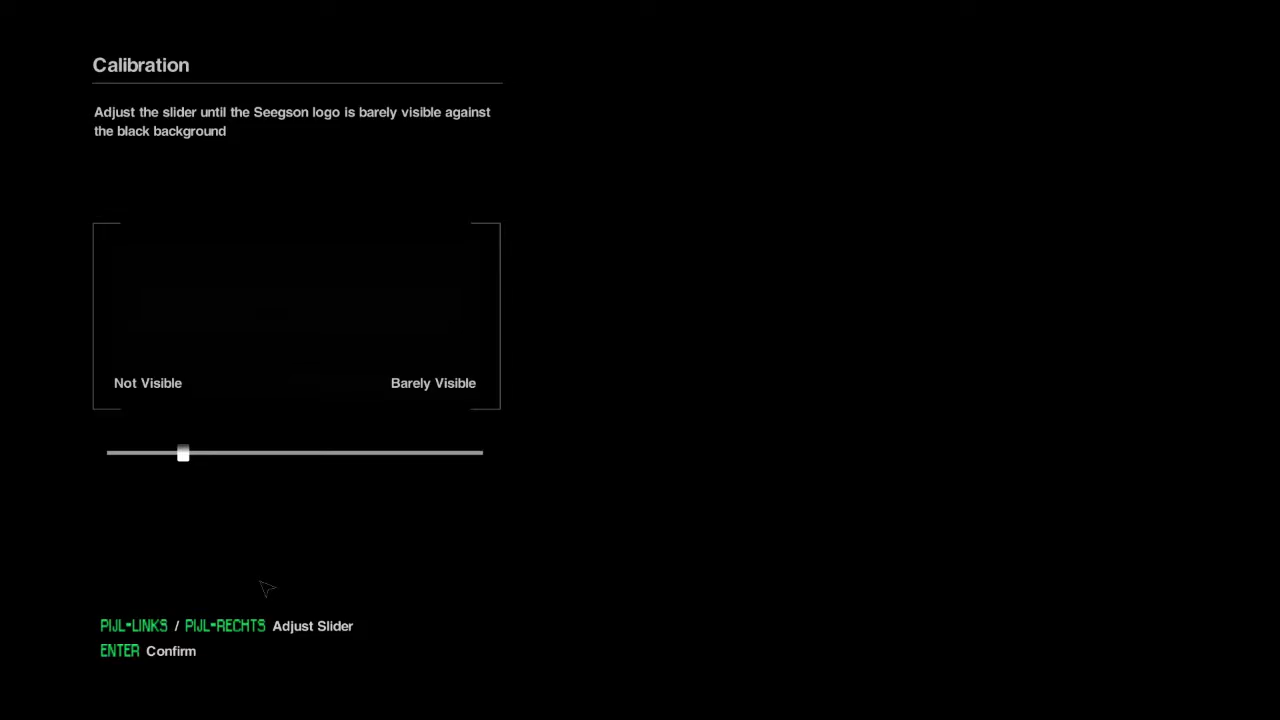 Calibration
Adjust the slider until the Seegson logo is barely visible against
the black background
Not Visible Barely Visible
PIJL-LINKS / PIJL-RECHTS Adjust Slider
ENTER Confirm